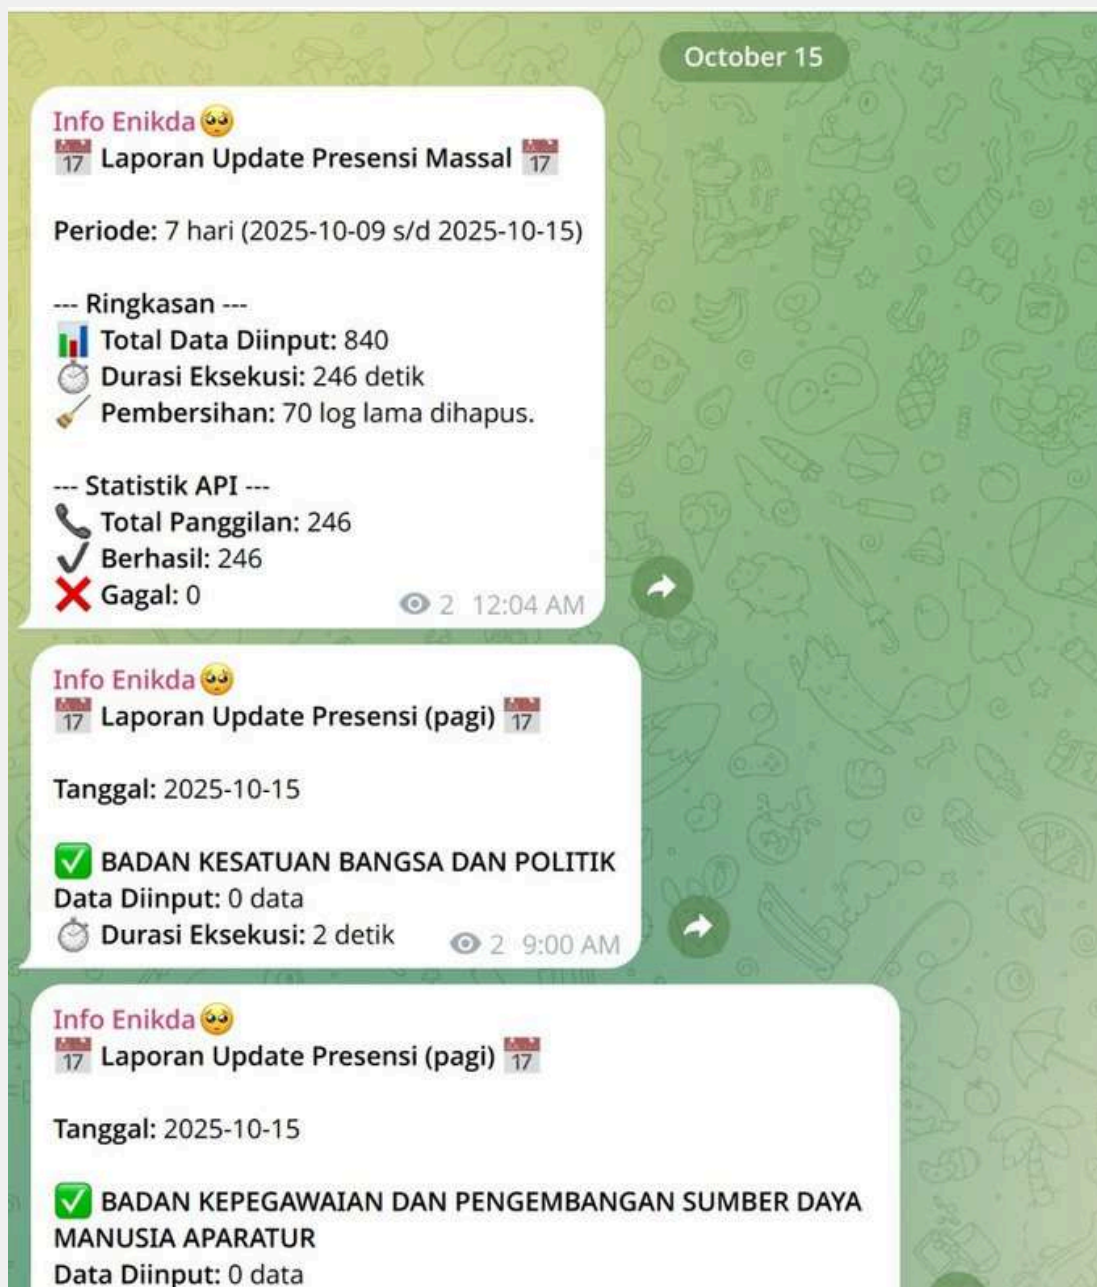 October 15
Info Enikda🥺
📅 Laporan Update Presensi Massal 📅
Periode: 7 hari (2025-10-09 s/d 2025-10-15)
--- Ringkasan ---
📊 Total Data Diinput: 840
⏱️ Durasi Eksekusi: 246 detik
🧹 Pembersihan: 70 log lama dihapus.
--- Statistik API ---
📞 Total Panggilan: 246
✔️ Berhasil: 246
❌ Gagal: 0
2 12:04 AM
Info Enikda🥺
📅 Laporan Update Presensi (pagi) 📅
Tanggal: 2025-10-15
✅ BADAN KESATUAN BANGSA DAN POLITIK
Data Diinput: 0 data
⏱️ Durasi Eksekusi: 2 detik
2 9:00 AM
Info Enikda🥺
📅 Laporan Update Presensi (pagi) 📅
Tanggal: 2025-10-15
✅ BADAN KEPEGAWAIAN DAN PENGEMBANGAN SUMBER DAYA
MANUSIA APARATUR
Data Diinput: 0 data